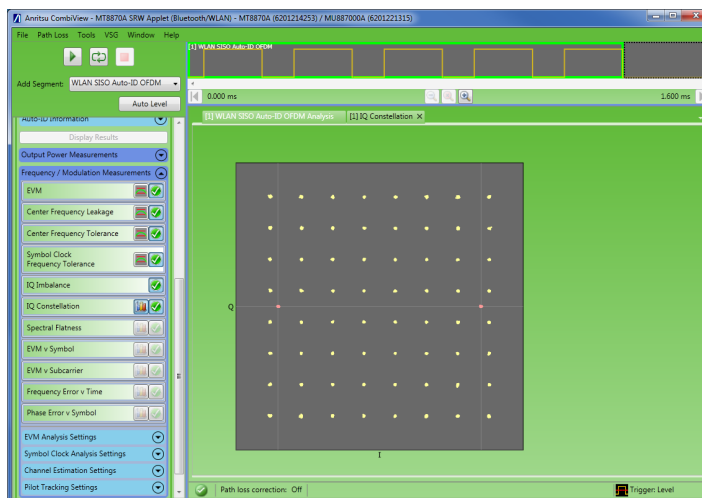 Anritsu CombiView - MT8870A SRW Applet (Bluetooth/WLAN) - MT8870A (6201214253) / MU887000A (6201221315)
File Path Loss Tools VSG Window Help
[1] WLAN SISO Auto-ID OFDM
Add Segment: WLAN SISO Auto-ID OFDM
Auto Level
0.000 ms
1.600 ms
Auto-ID Information
[1] WLAN SISO Auto-ID OFDM Analysis
[1] IQ Constellation
Display Results
Output Power Measurements
Frequency / Modulation Measurements
EVM
Center Frequency Leakage
Center Frequency Tolerance
Symbol Clock
Frequency Tolerance
IQ Imbalance
IQ Constellation
Q
Spectral Flatness
EVM v Symbol
EVM v Subcarrier
Frequency Error v Time
Phase Error v Symbol
EVM Analysis Settings
Symbol Clock Analysis Settings
I
Channel Estimation Settings
Pilot Tracking Settings
Path loss correction: Off
Trigger: Level